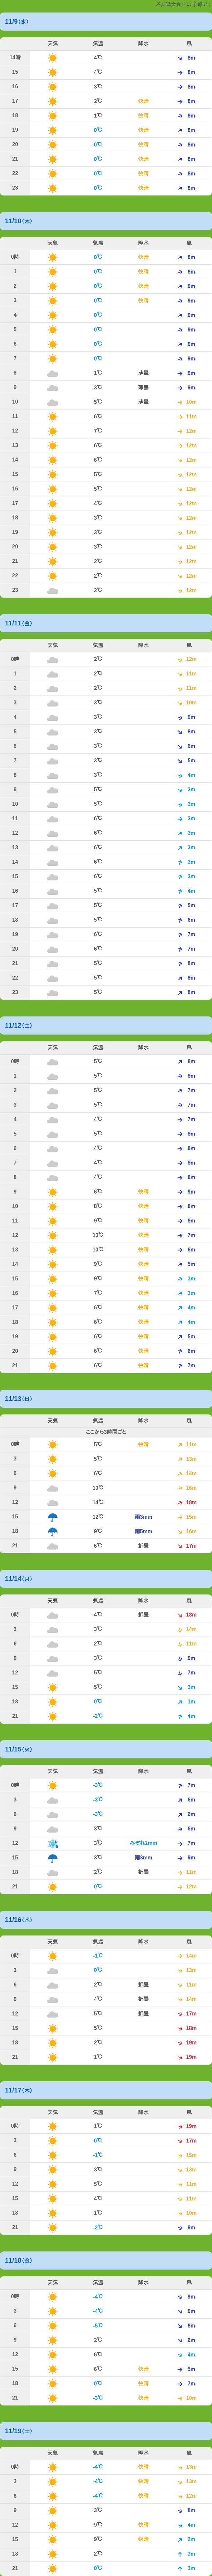 ※安達太良山の予報です
11/9(水)
天気 気温 降水 風
14時 4℃ 8m
15 4℃ 8m
16 3℃ 8m
17 2℃ 快晴 8m
18 1℃ 快晴 8m
19 0℃ 快晴 8m
20 0℃ 快晴 8m
21 0℃ 快晴 8m
22 0℃ 快晴 8m
23 0℃ 快晴 8m
11/10(木)
天気 気温 降水 風
0時 0℃ 快晴 8m
1 0℃ 快晴 8m
2 0℃ 快晴 9m
3 0℃ 快晴 9m
4 0℃ 9m
5 0℃ 9m
6 0℃ 9m
7 0℃ 9m
8 1℃ 薄曇 9m
9 3℃ 薄曇 9m
10 5℃ 薄曇 10m
11 6℃ 11m
12 7℃ 12m
13 6℃ 12m
14 6℃ 12m
15 5℃ 12m
16 5℃ 12m
17 4℃ 12m
18 3℃ 12m
19 3℃ 12m
20 3℃ 12m
21 2℃ 12m
22 2℃ 12m
23 2℃ 12m
11/11(金)
天気 気温 降水 風
0時 2℃ 12m
1 2℃ 11m
2 2℃ 11m
3 3℃ 10m
4 3℃ 9m
5 3℃ 8m
6 3℃ 6m
7 3℃ 5m
8 3℃ 4m
9 5℃ 3m
10 5℃ 3m
11 6℃ 3m
12 6℃ 3m
13 6℃ 3m
14 6℃ 3m
15 6℃ 3m
16 5℃ 4m
17 5℃ 5m
18 5℃ 6m
19 6℃ 7m
20 6℃ 7m
21 5℃ 8m
22 5℃ 8m
23 5℃ 8m
11/12(土)
天気 気温 降水 風
0時 5℃ 8m
1 5℃ 8m
2 5℃ 7m
3 5℃ 7m
4 4℃ 7m
5 5℃ 8m
6 4℃ 8m
7 4℃ 8m
8 4℃ 8m
9 6℃ 快晴 9m
10 8℃ 快晴 8m
11 9℃ 快晴 8m
12 10℃ 快晴 7m
13 10℃ 快晴 6m
14 9℃ 快晴 5m
15 9℃ 快晴 3m
16 7℃ 快晴 3m
17 6℃ 快晴 4m
18 6℃ 快晴 4m
19 6℃ 快晴 5m
20 6℃ 快晴 6m
21 6℃ 快晴 7m
11/13(日)
天気 気温 降水 風
ここから3時間ごと
0時 5℃ 快晴 11m
3 5℃ 13m
6 6℃ 14m
9 10℃ 16m
12 14℃ 18m
15 12℃ 雨3mm 15m
18 9℃ 雨5mm 16m
21 6℃ 折曇 17m
11/14(月)
天気 気温 降水 風
0時 4℃ 折曇 18m
3 3℃ 14m
6 2℃ 11m
9 3℃ 9m
12 5℃ 7m
15 5℃ 3m
18 0℃ 1m
21 -2℃ 4m
11/15(火)
天気 気温 降水 風
0時 -3℃ 7m
3 -3℃ 6m
6 -3℃ 6m
9 3℃ 6m
12 3℃ みぞれ1mm 7m
15 3℃ 雨3mm 9m
18 2℃ 折曇 11m
21 0℃ 12m
11/16(水)
天気 気温 降水 風
0時 -1℃ 14m
3 0℃ 13m
6 2℃ 折曇 11m
9 4℃ 折曇 14m
12 5℃ 折曇 17m
15 5℃ 18m
18 2℃ 19m
21 1℃ 19m
11/17(木)
天気 気温 降水 風
0時 1℃ 19m
3 0℃ 17m
6 -1℃ 15m
9 3℃ 13m
12 5℃ 11m
15 4℃ 11m
18 1℃ 10m
21 -2℃ 9m
11/18(金)
天気 気温 降水 風
0時 -4℃ 9m
3 -4℃ 9m
6 -5℃ 8m
9 2℃ 6m
12 6℃ 4m
15 6℃ 快晴 5m
18 0℃ 快晴 7m
21 -3℃ 快晴 10m
11/19(土)
天気 気温 降水 風
0時 -4℃ 快晴 13m
3 -4℃ 快晴 13m
6 -4℃ 快晴 12m
9 3℃ 8m
12 9℃ 快晴 4m
15 9℃ 快晴 2m
18 2℃ 3m
21 0℃ 3m